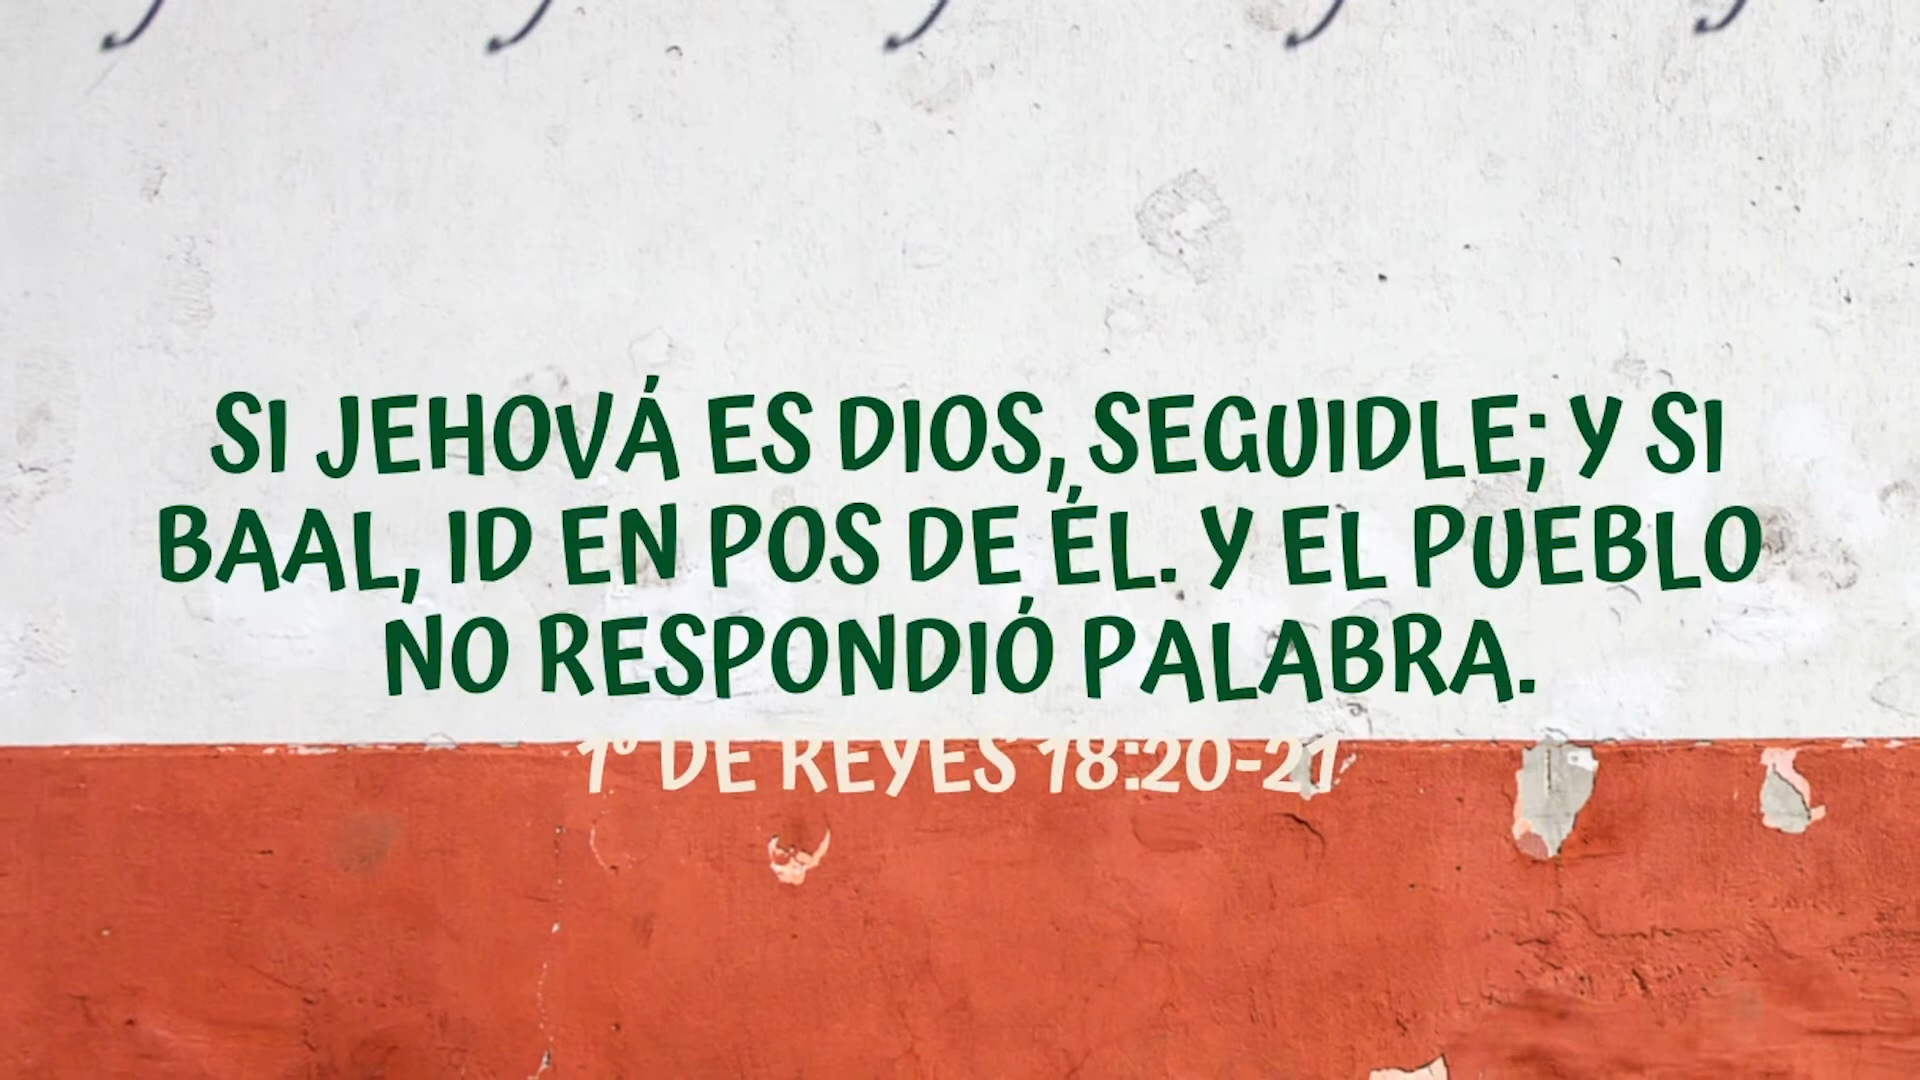 SI JEHOVÁ ES DIOS, SEGUIDLE; Y SI
BAAL, ID EN POS DE ÉL. Y EL PUEBLO
NO RESPONDIÓ PALABRA.
1º DE REYES 18:20-21